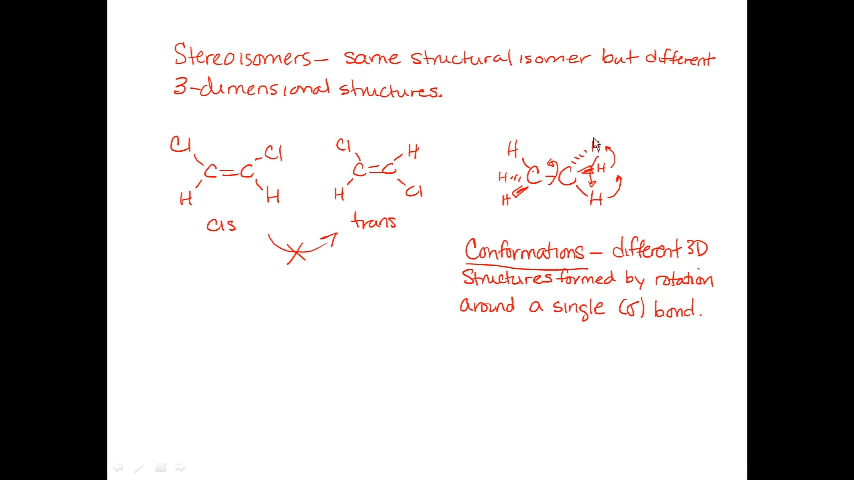 Stereoisomers – same structural isomer but different
3-dimensional structures.
Cl Cl
C=C
H H
cis
Cl H
C=C
H Cl
trans
H H
H C C H
H H
Conformations – different 3D
Structures formed by rotation
around a single (σ) bond.